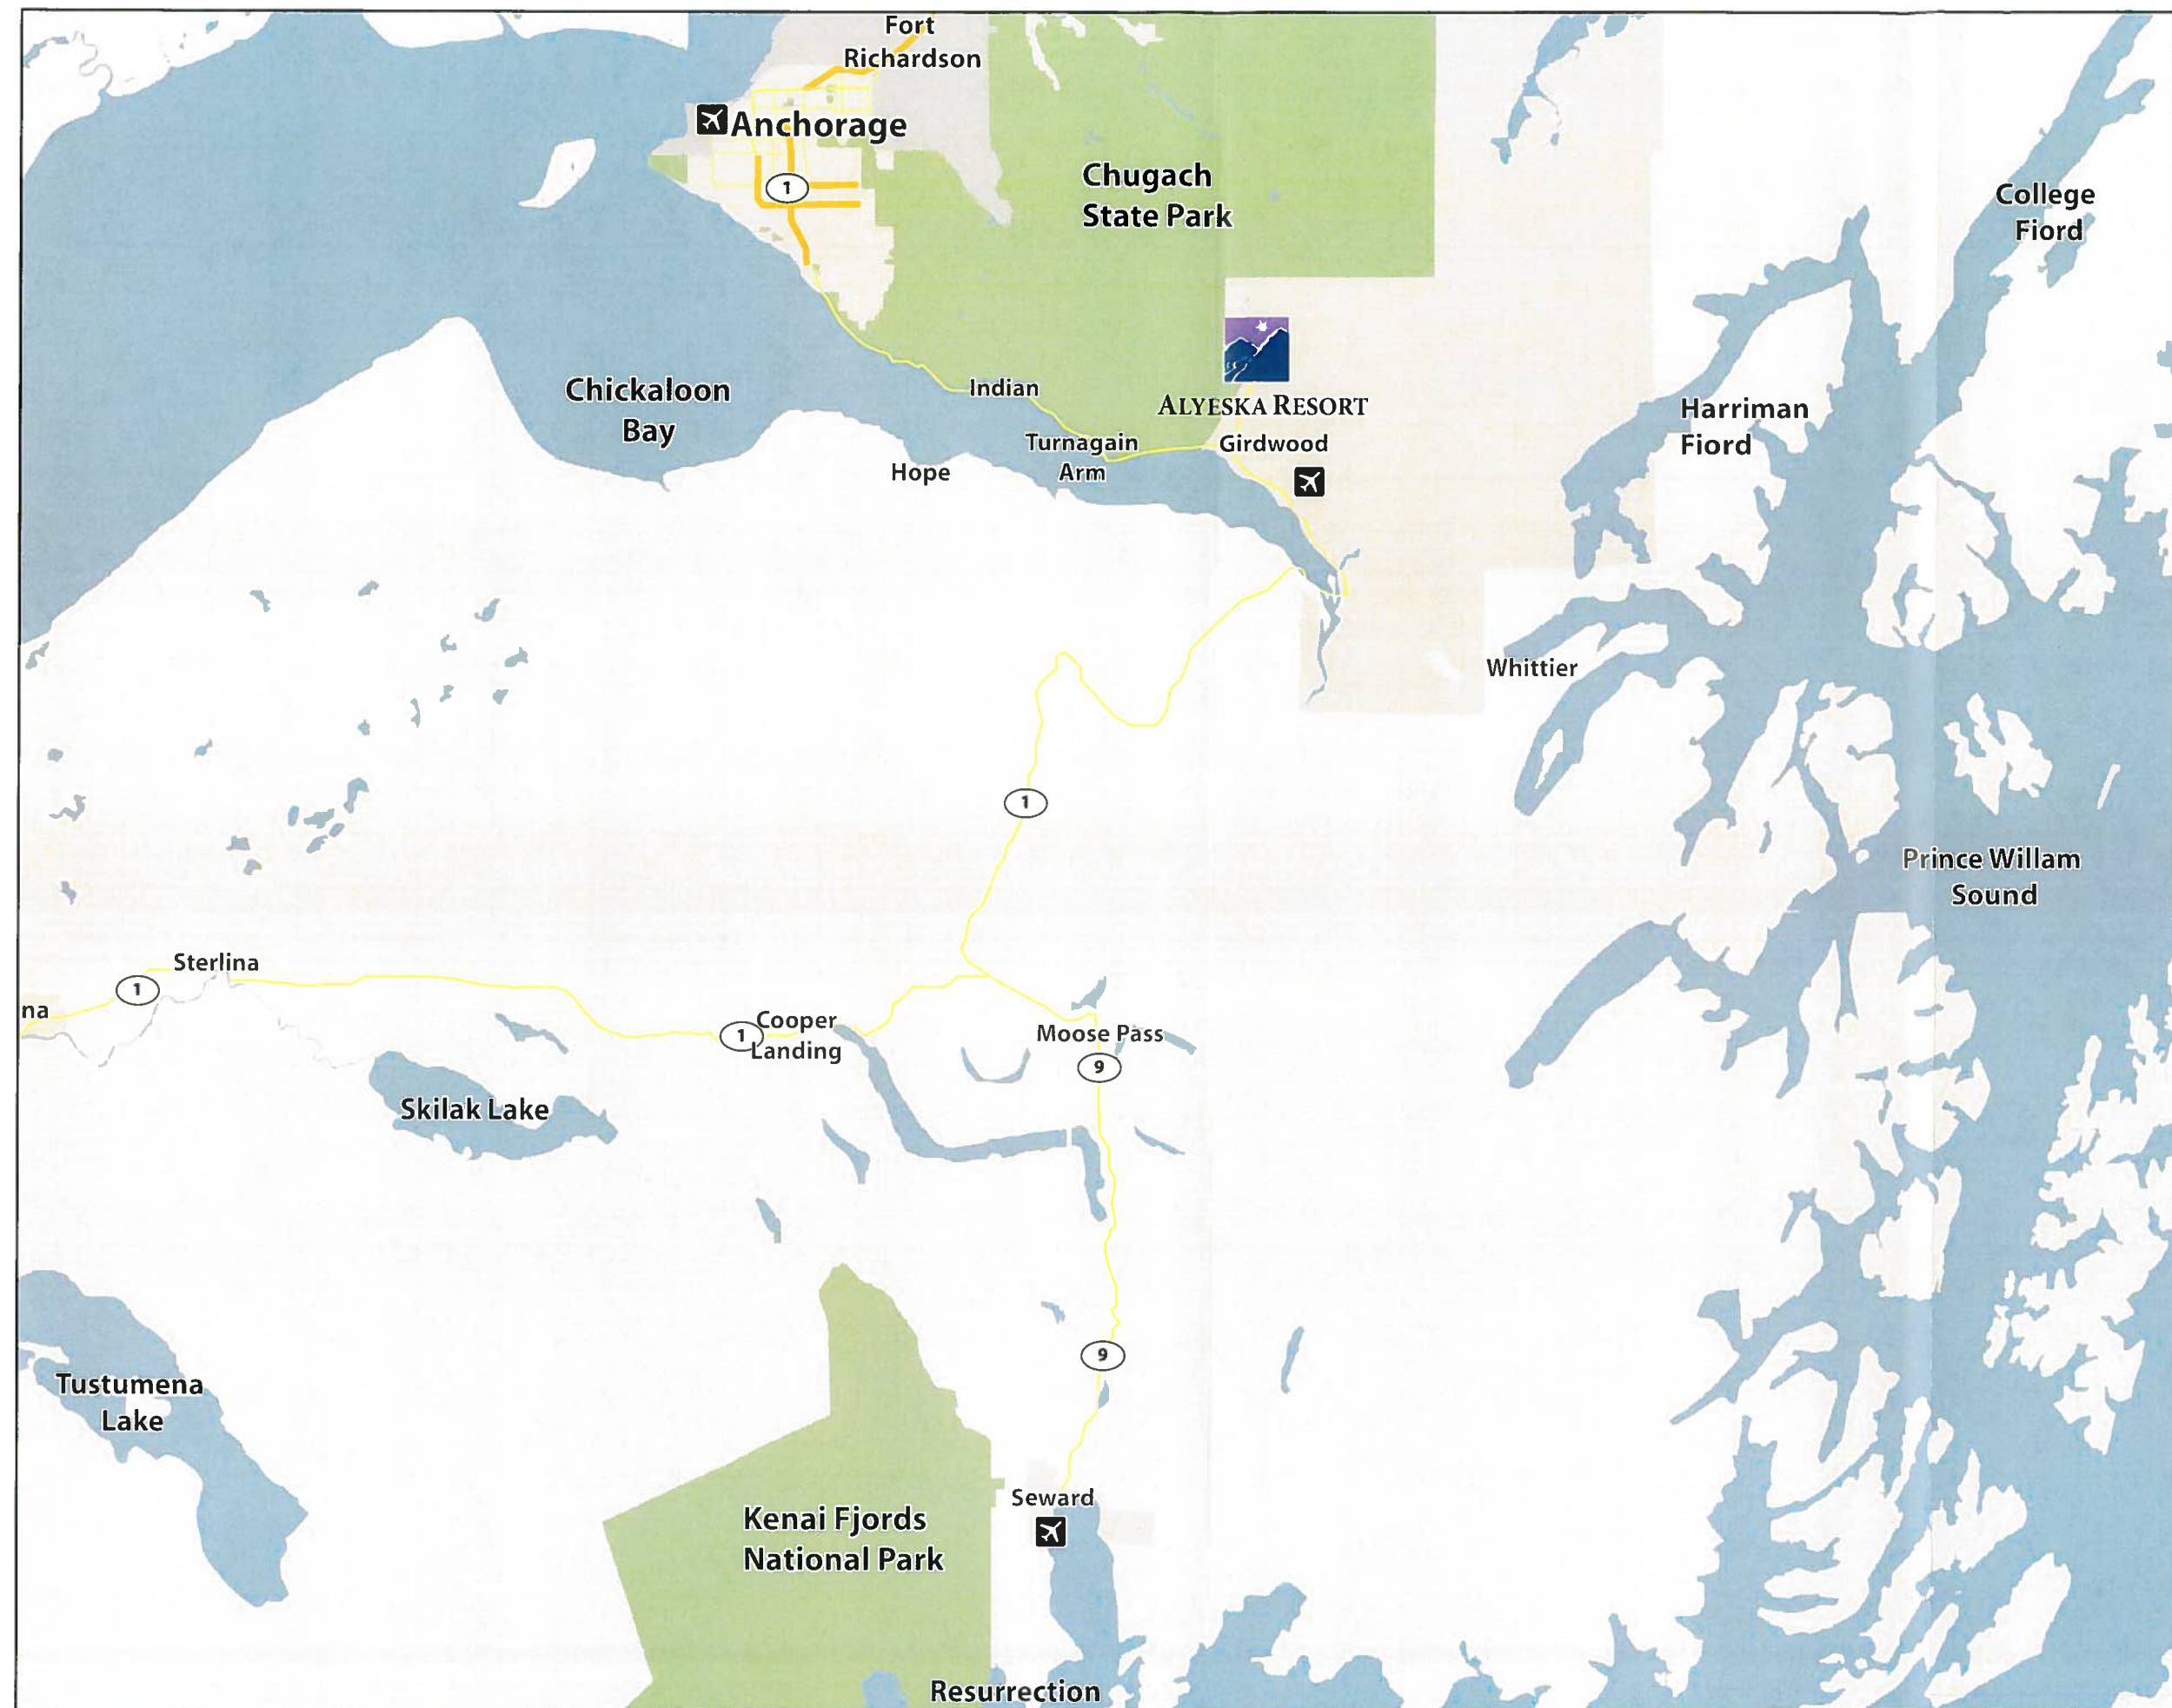 Fort
Richardson
Anchorage
1
Chugach
State Park
College
Fiord
Chickaloon
Bay
Indian
ALYESKA RESORT
Harriman
Fiord
Turnagain
Arm
Girdwood
Hope
Whittier
1
Prince Willam
Sound
Sterlina
1
na
Cooper
Landing
1
Moose Pass
9
Skilak Lake
9
Tustumena
Lake
Seward
Kenai Fjords
National Park
Resurrection